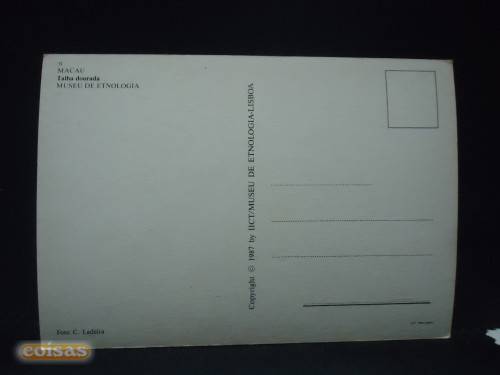 MACAU
Talha dourada
MUSEU DE ETNOLOGIA
Copyright © 1987 by IICT/MUSEU DE ETNOLOGIA-LISBOA
Foto C. Ladeira
coisas